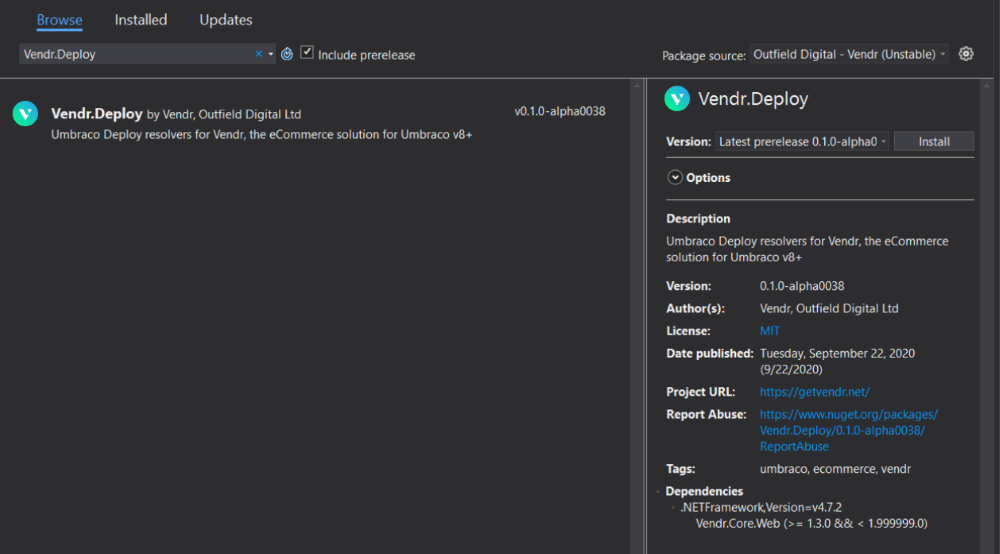 Browse
Installed
Updates
Vendr.Deploy
Include prerelease
Package source: Outfield Digital - Vendr (Unstable)
Vendr.Deploy by Vendr, Outfield Digital Ltd
v0.1.0-alpha0038
Umbraco Deploy resolvers for Vendr, the eCommerce solution for Umbraco v8+
Vendr.Deploy
Version: Latest prerelease 0.1.0-alpha0
Install
Options
Description
Umbraco Deploy resolvers for Vendr, the eCommerce
solution for Umbraco v8+
Version: 0.1.0-alpha0038
Author(s): Vendr, Outfield Digital Ltd
License: MIT
Date published: Tuesday, September 22, 2020
(9/22/2020)
Project URL: https://getvendr.net/
Report Abuse: https://www.nuget.org/packages/
Vendr.Deploy/0.1.0-alpha0038/
ReportAbuse
Tags: umbraco, ecommerce, vendr
Dependencies
.NETFramework,Version=v4.7.2
Vendr.Core.Web (>= 1.3.0 && < 1.999999.0)